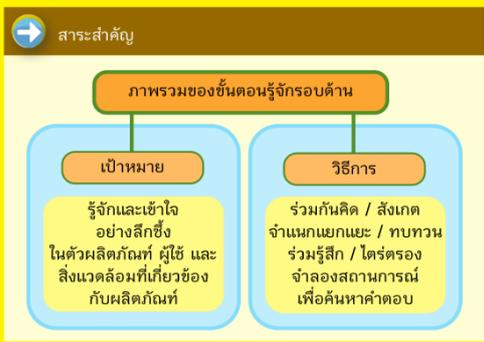 สาระสำคัญ
ภาพรวมของขั้นตอนรู้จักรอบด้าน
เป้าหมาย
รู้จักและเข้าใจ
อย่างลึกซึ้ง
ในตัวผลิตภัณฑ์ ผู้ใช้ และ
สิ่งแวดล้อมที่เกี่ยวข้อง
กับผลิตภัณฑ์
วิธีการ
ร่วมกันคิด / สังเกต
จำแนกแยกแยะ / ทบทวน
ร่วมรู้สึก / ไตร่ตรอง
จำลองสถานการณ์
เพื่อค้นหาคำตอบ